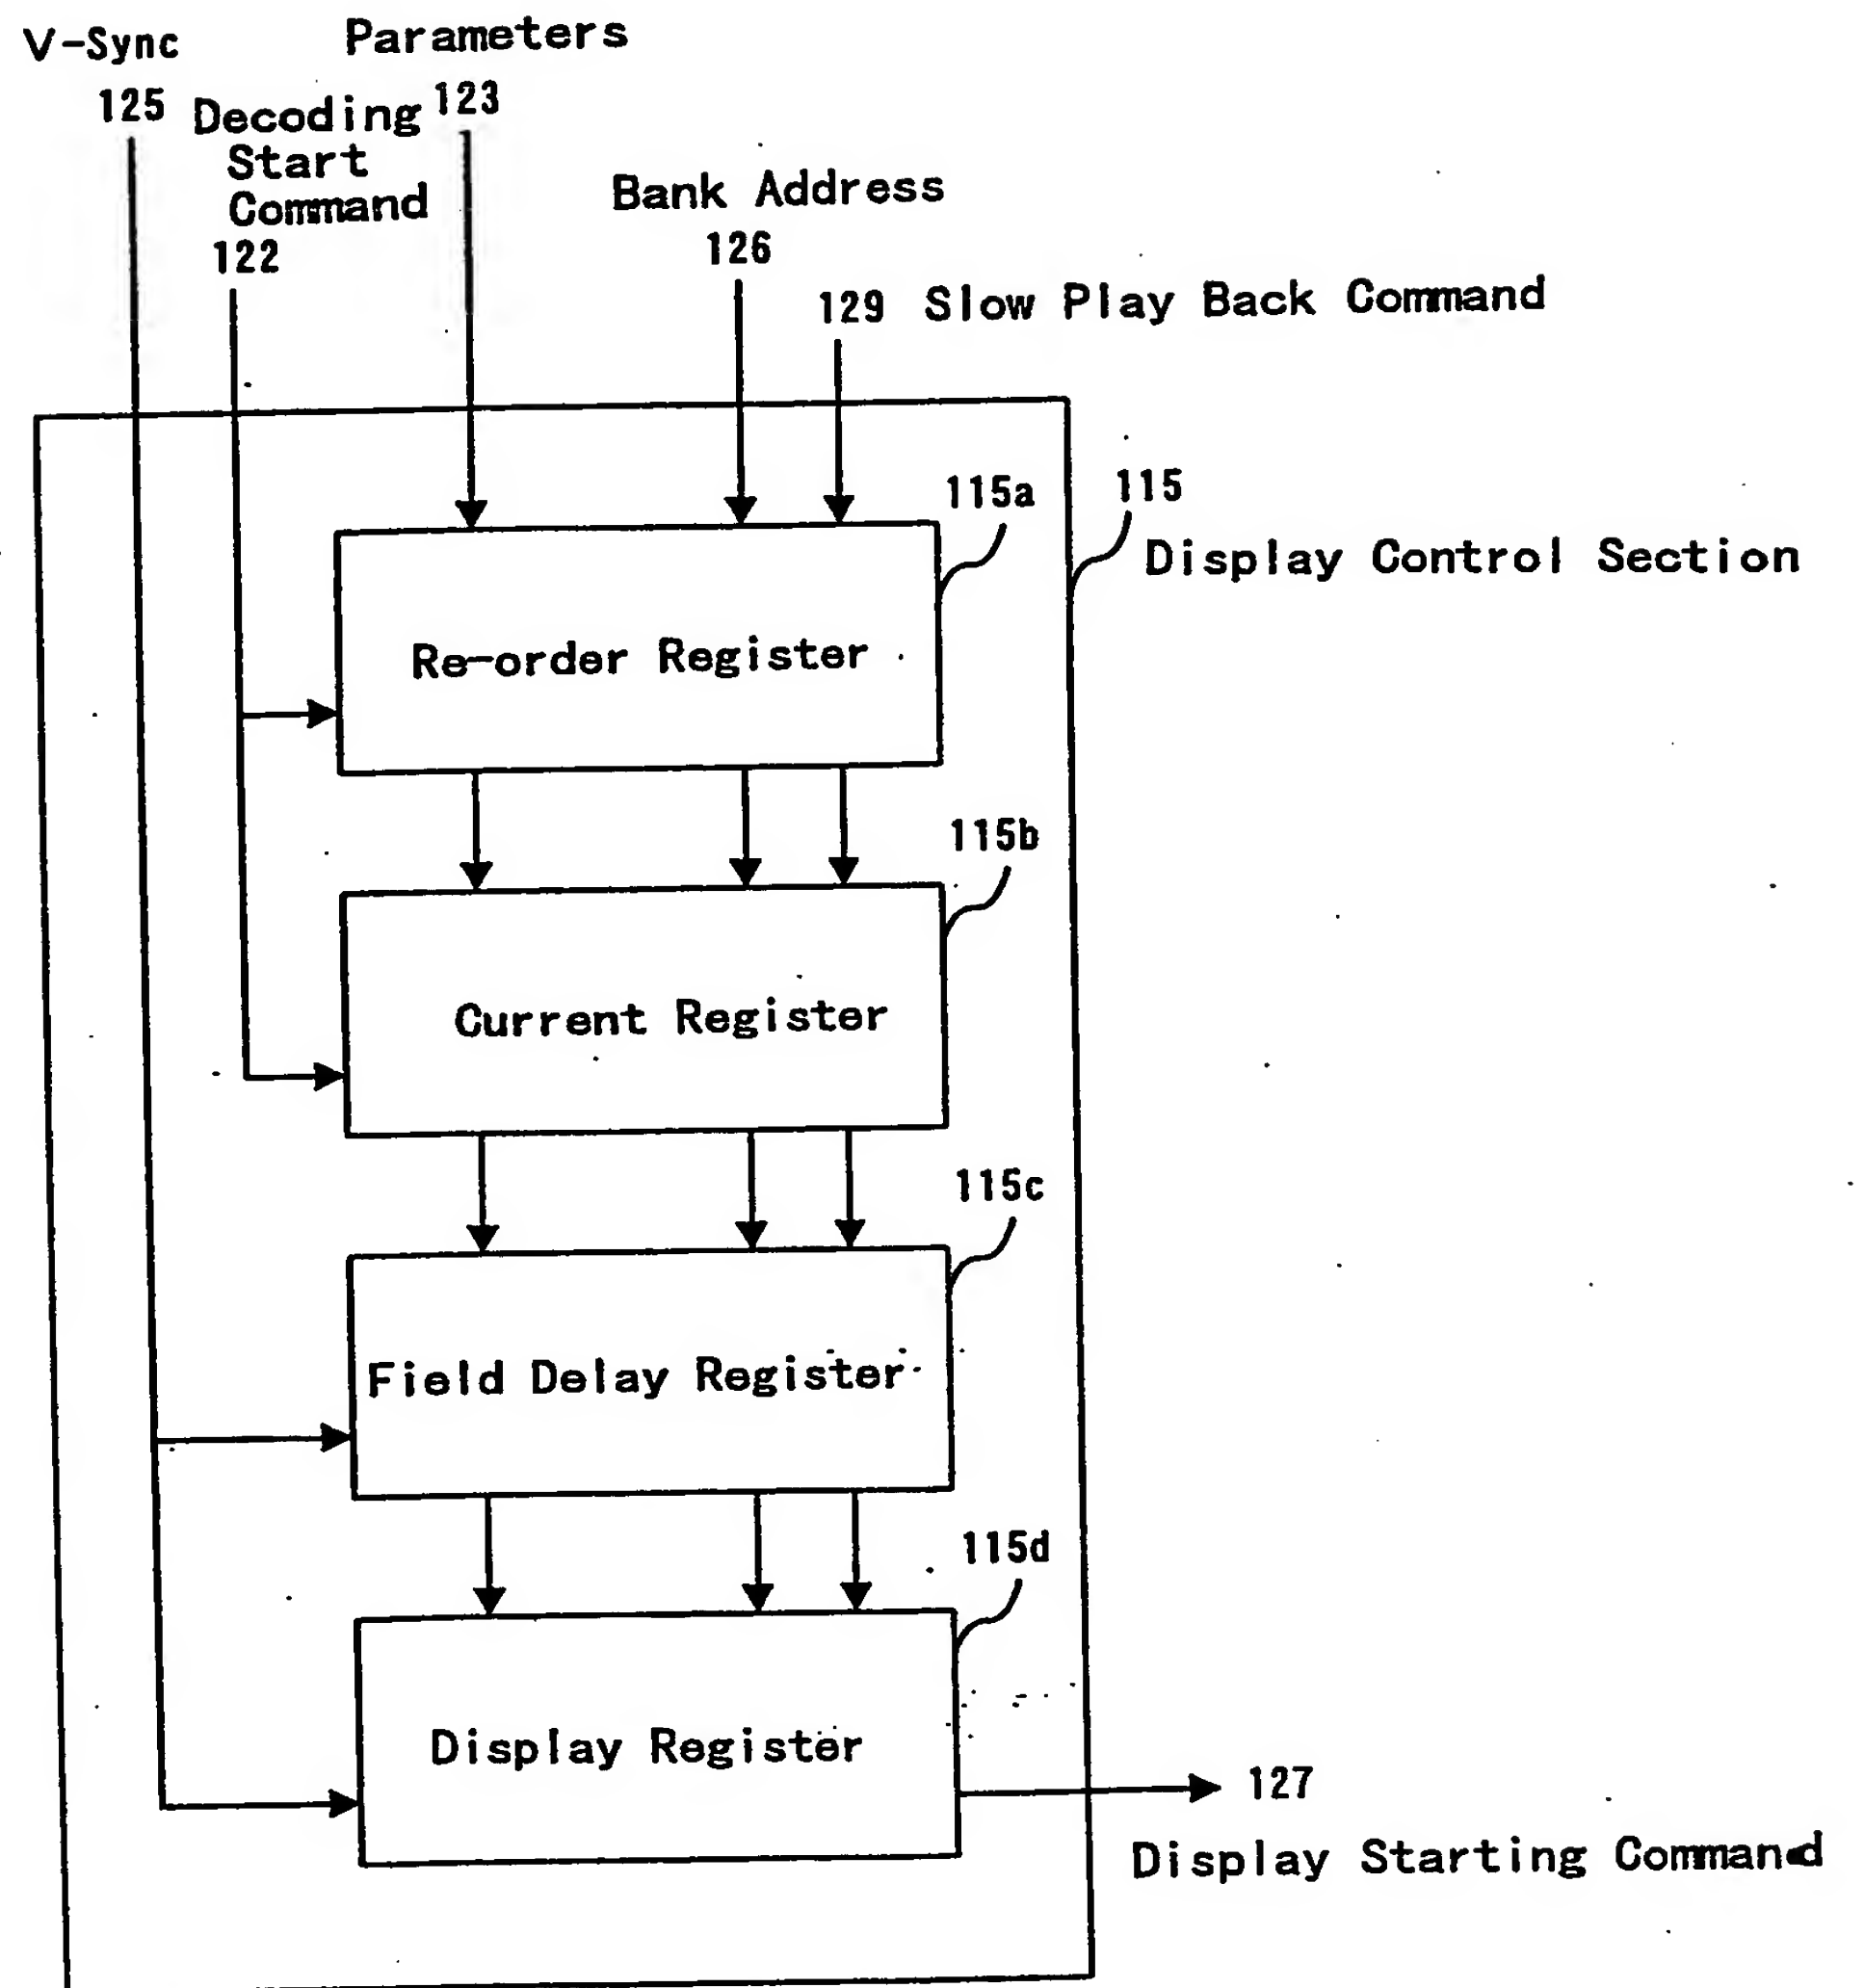 V-Sync
125
Parameters
123
Decoding
Start
Command
122
Bank Address
126
129 Slow Play Back Command
115a
115
Display Control Section
Re-order Register
115b
Current Register
115c
Field Delay Register
115d
Display Register
127
Display Starting Command